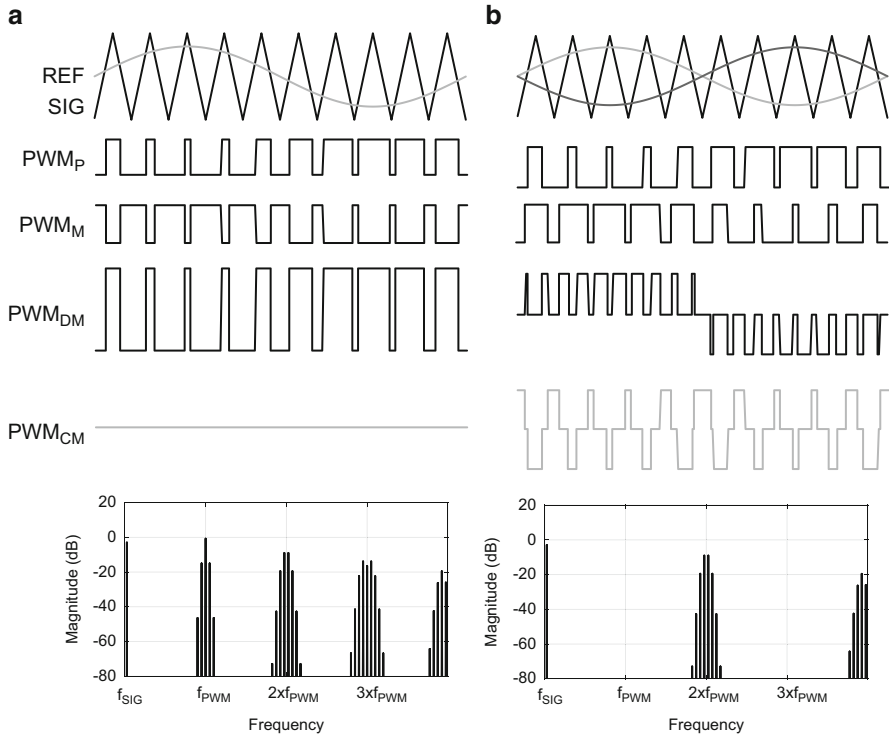 a
b
REF
SIG
PWM_P
PWM_M
PWM_DM
PWM_CM
20
0
-20
-40
-60
-80
Magnitude (dB)
f_SIG
f_PWM
2xf_PWM
3xf_PWM
Frequency
20
0
-20
-40
-60
-80
Magnitude (dB)
f_SIG
f_PWM
2xf_PWM
3xf_PWM
Frequency